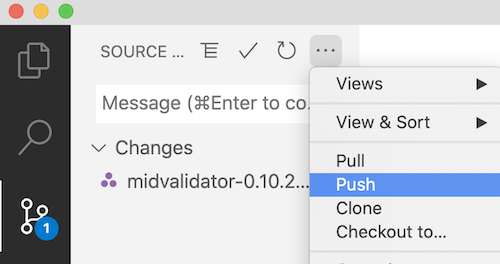 SOURCE ...
Message (⌘Enter to co.
Changes
midvalidator-0.10.2...
1
Views
View & Sort
Pull
Push
Clone
Checkout to...